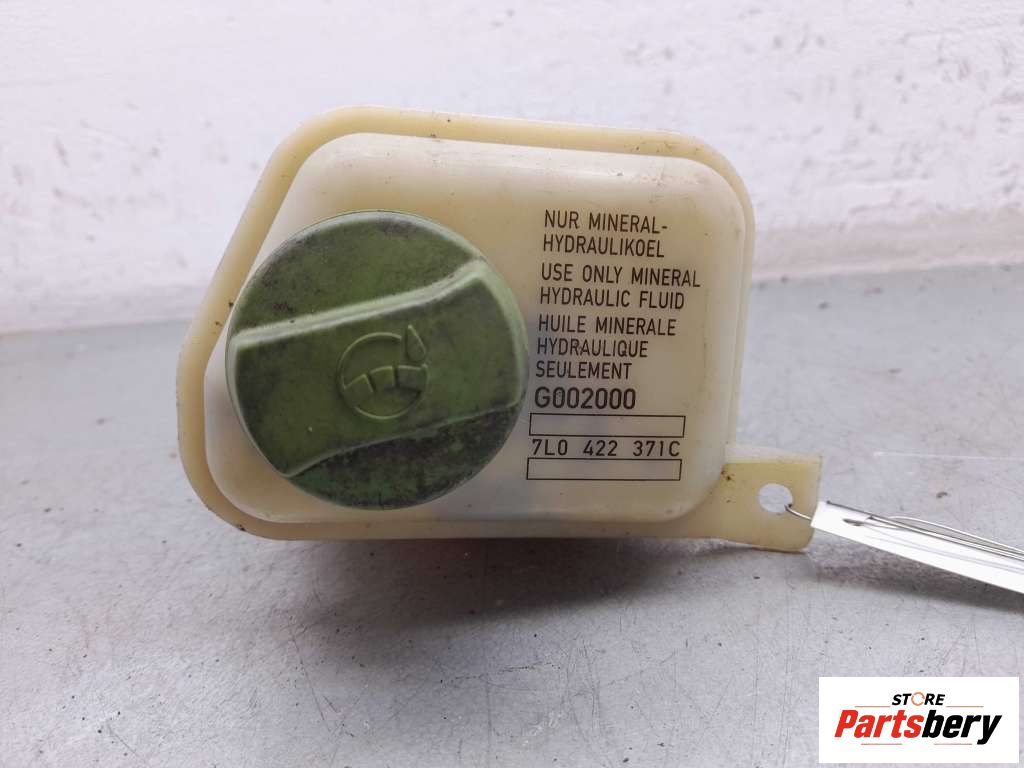 NUR MINERAL-
HYDRAULIKOEL
USE ONLY MINERAL
HYDRAULIC FLUID
HUILE MINERALE
HYDRAULIQUE
SEULEMENT
G002000
7L0 422 371C
STORE
Partsbery